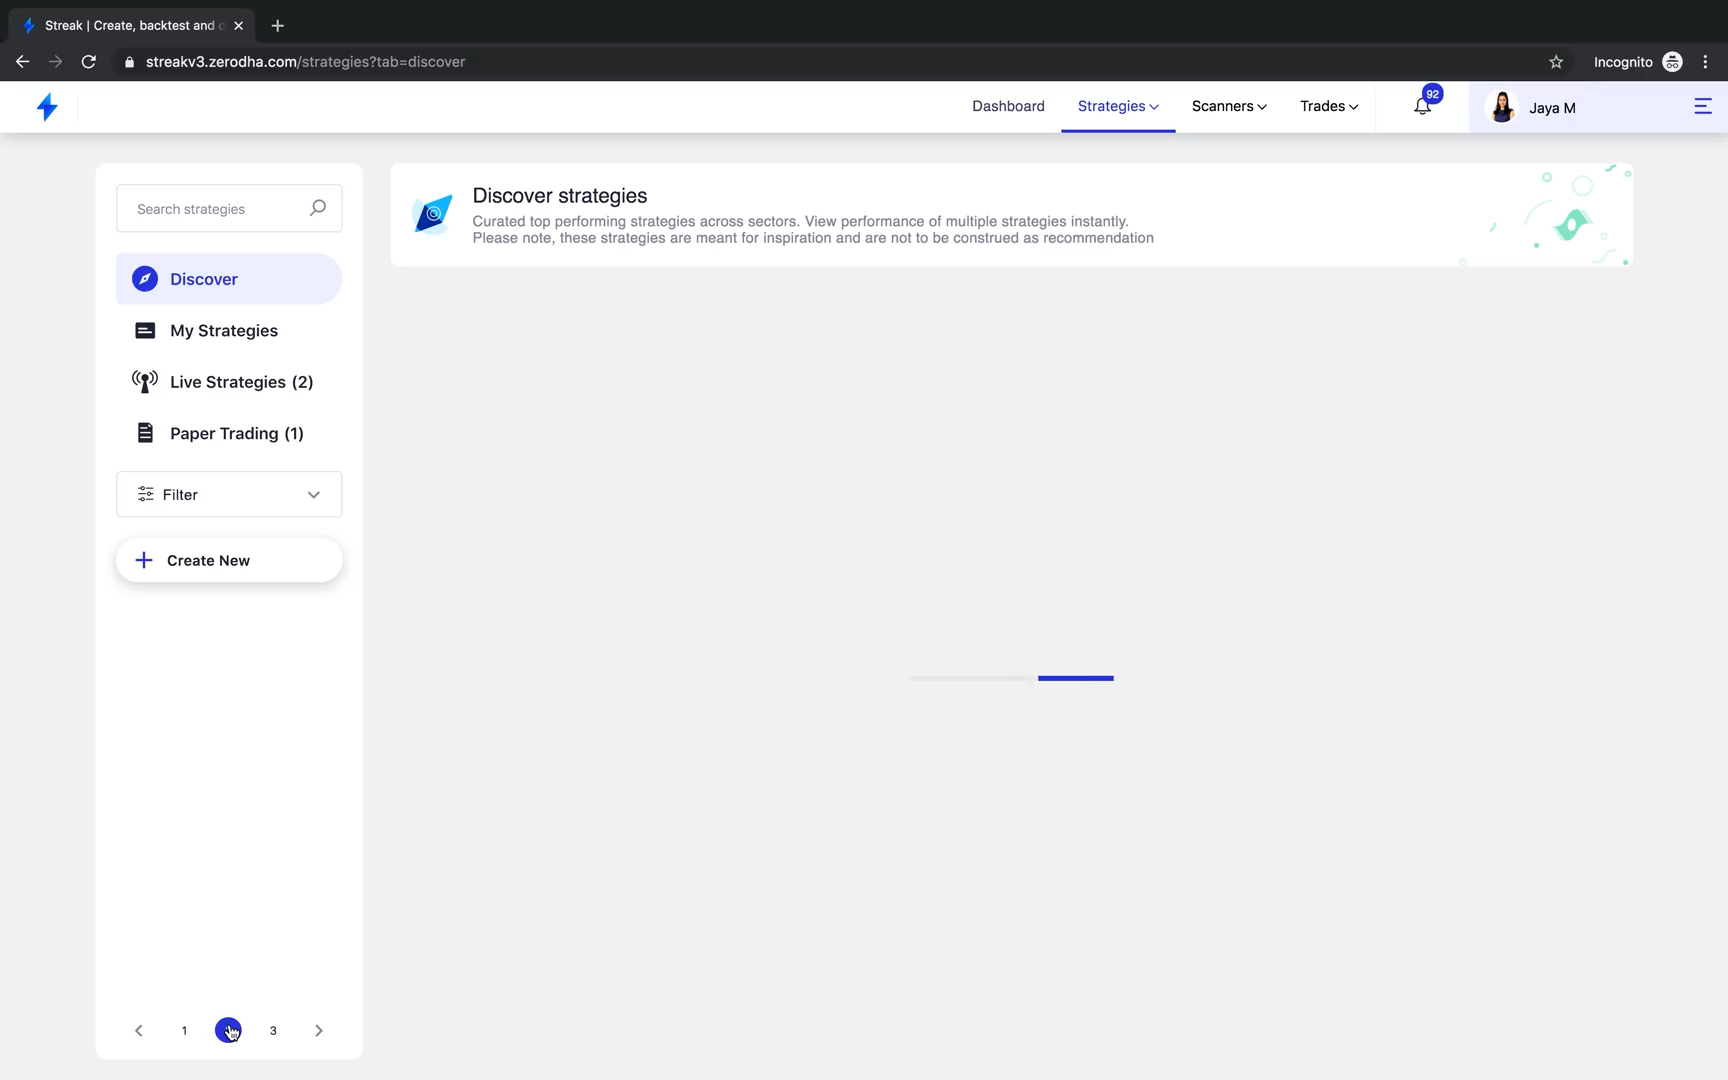 Streak | Create, backtest and
streakv3.zerodha.com/strategies?tab=discover
Incognito
Dashboard
Strategies
Scanners
Trades
92
Jaya M
Search strategies
Discover
My Strategies
Live Strategies (2)
Paper Trading (1)
Filter
Create New
1
3
Discover strategies
Curated top performing strategies across sectors. View performance of multiple strategies instantly.
Please note, these strategies are meant for inspiration and are not to be construed as recommendation